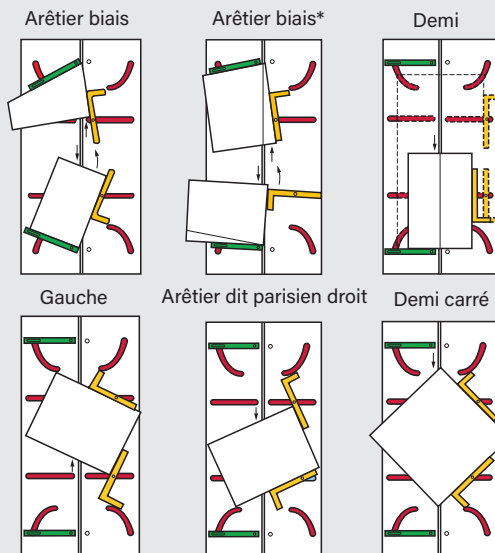 Arêtier biais
Arêtier biais*
Demi
Gauche
Arêtier dit parisien droit
Demi carré